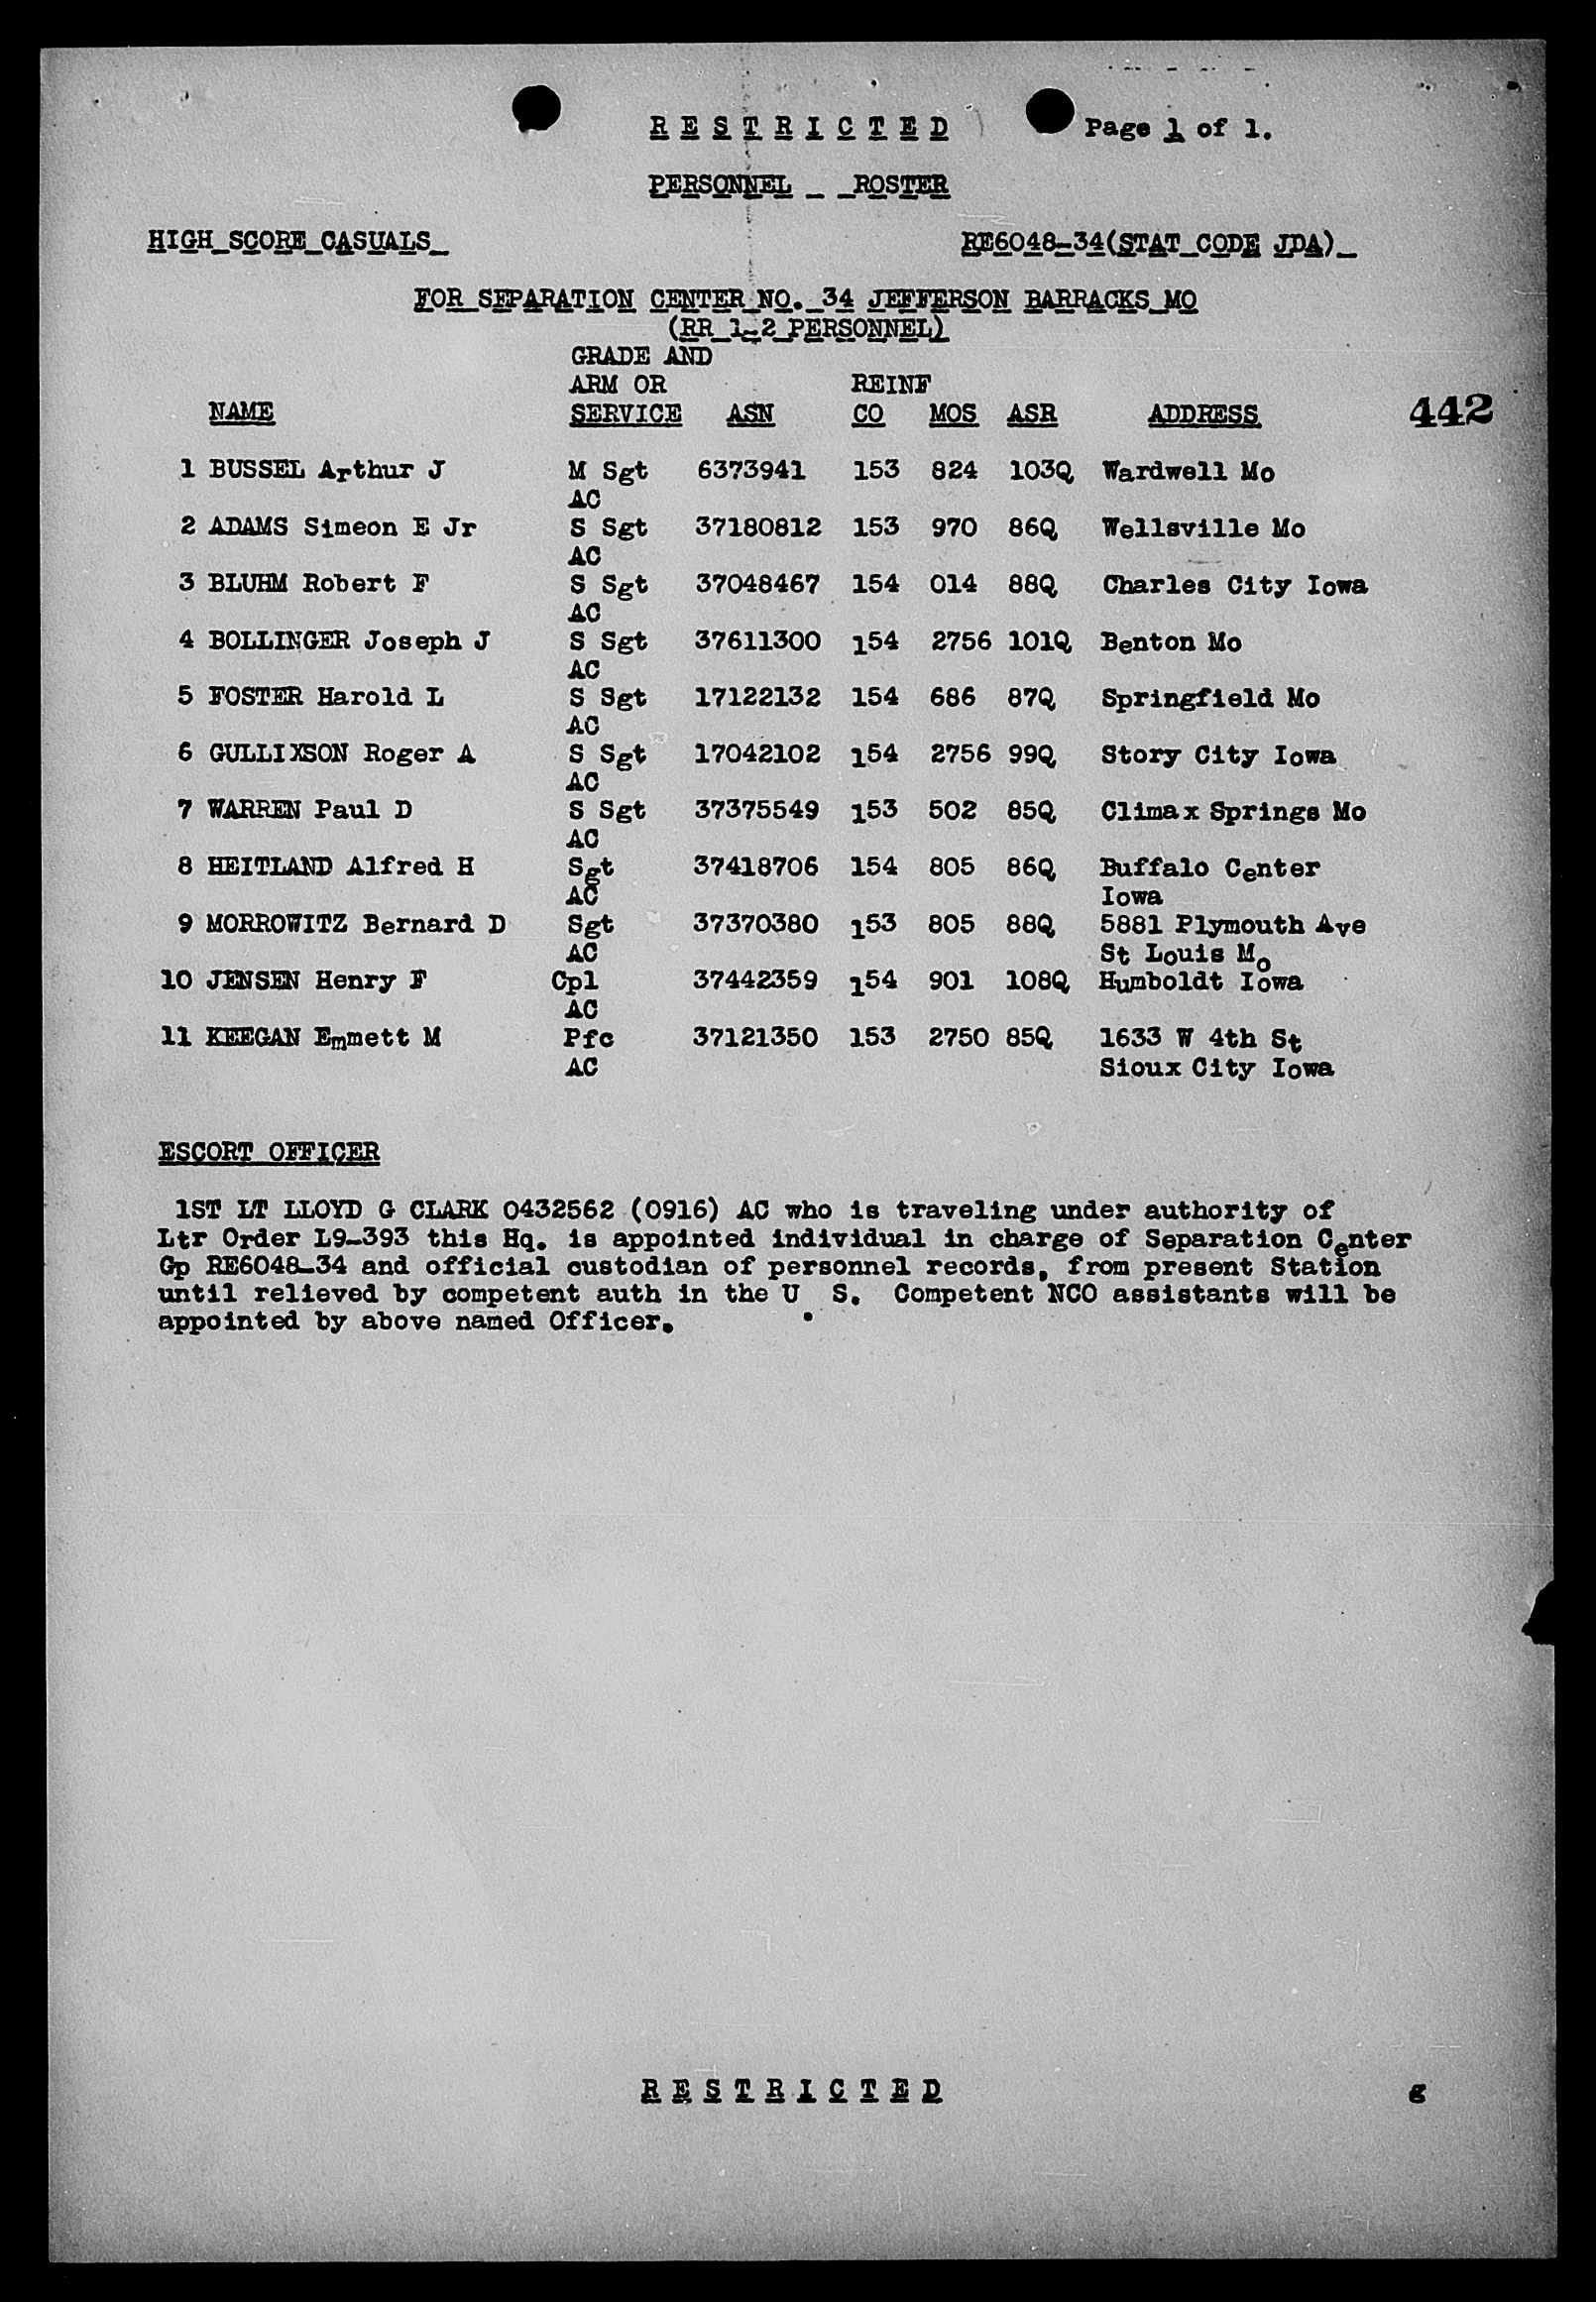 RESTRICTED Page 1 of 1.
PERSONNEL _ _ROSTER
HIGH_SCORE_CASUALS_ RE6048-34(STAT_CODE JDA)_
FOR SEPARATION CENTER NO. 34 JEFFERSON BARRACKS MO
(RR 1-2 PERSONNEL)
GRADE AND
ARM OR REINF
NAME SERVICE ASN CO MOS ASR ADDRESS 442
1 BUSSEL Arthur J M Sgt 6373941 153 824 103Q Wardwell Mo
AC
2 ADAMS Simeon E Jr S Sgt 37180812 153 970 86Q Wellsville Mo
AC
3 BLUHM Robert F S Sgt 37048467 154 014 88Q Charles City Iowa
AC
4 BOLLINGER Joseph J S Sgt 37611300 154 2756 101Q Benton Mo
AC
5 FOSTER Harold L S Sgt 17122132 154 686 87Q Springfield Mo
AC
6 GULLIXSON Roger A S Sgt 17042102 154 2756 99Q Story City Iowa
AC
7 WARREN Paul D S Sgt 37375549 153 502 85Q Climax Springs Mo
AC
8 HEITLAND Alfred H Sgt 37418706 154 805 86Q Buffalo Center
AC Iowa
9 MORROWITZ Bernard D Sgt 37370380 153 805 88Q 5881 Plymouth Ave
AC St Louis Mo
10 JENSEN Henry F Cpl 37442359 154 901 108Q Humboldt Iowa
AC
11 KEEGAN Emmett M Pfc 37121350 153 2750 85Q 1633 W 4th St
AC Sioux City Iowa
ESCORT OFFICER
1ST LT LLOYD G CLARK 0432562 (0916) AC who is traveling under authority of
Ltr Order L9-393 this Hq. is appointed individual in charge of Separation Center
Gp RE6048-34 and official custodian of personnel records, from present Station
until relieved by competent auth in the U S. Competent NCO assistants will be
appointed by above named Officer.
RESTRICTED g